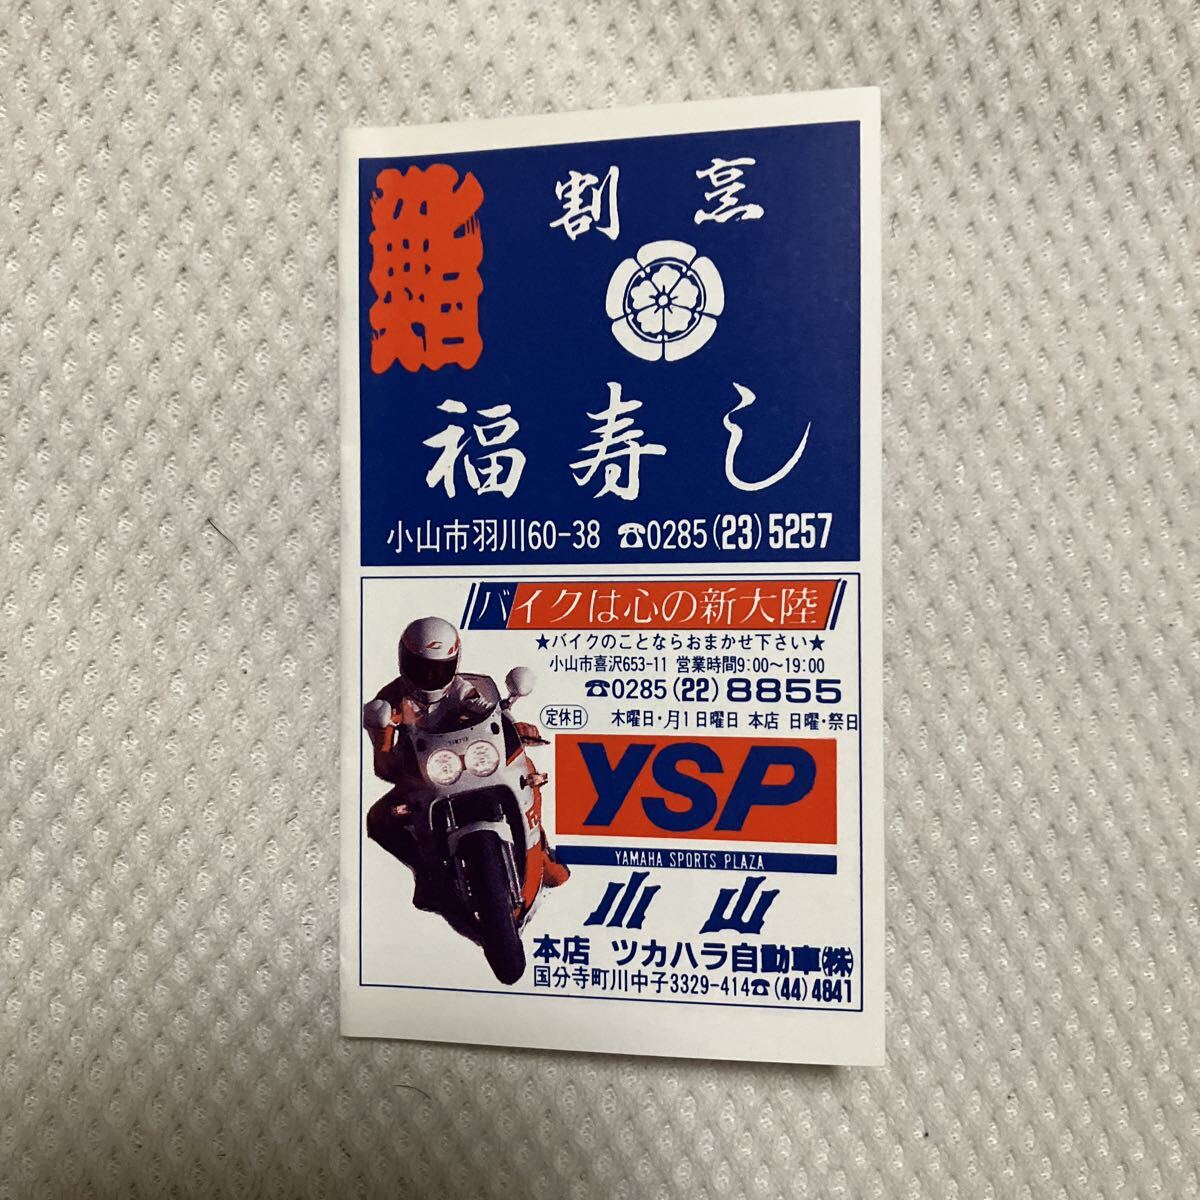 鮨
割烹
福寿し
小山市羽川60-38 ☎0285(23)5257
バイクは心の新大陸
★バイクのことならおまかせ下さい★
小山市喜沢653-11 営業時間9:00〜19:00
☎0285(22)8855
定休日 木曜日・月1日曜日 本店 日曜・祭日
YSP
YAMAHA SPORTS PLAZA
小山
本店 ツカハラ自動車(株)
国分寺町川中子3329-414☎(44)4841